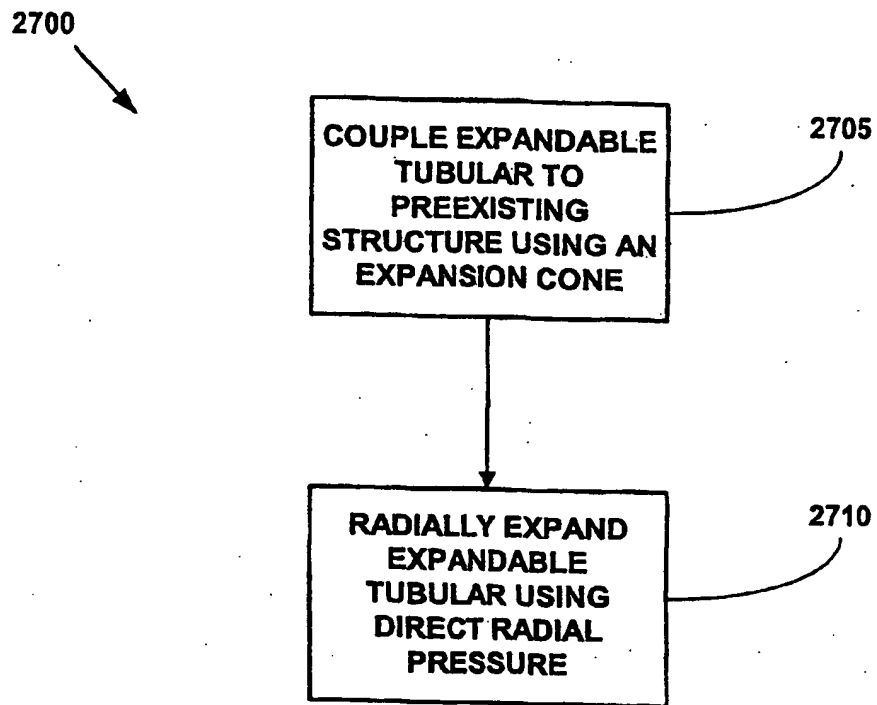 2700
COUPLE EXPANDABLE
TUBULAR TO
PREEXISTING
STRUCTURE USING AN
EXPANSION CONE
2705
RADIALLY EXPAND
EXPANDABLE
TUBULAR USING
DIRECT RADIAL
PRESSURE
2710